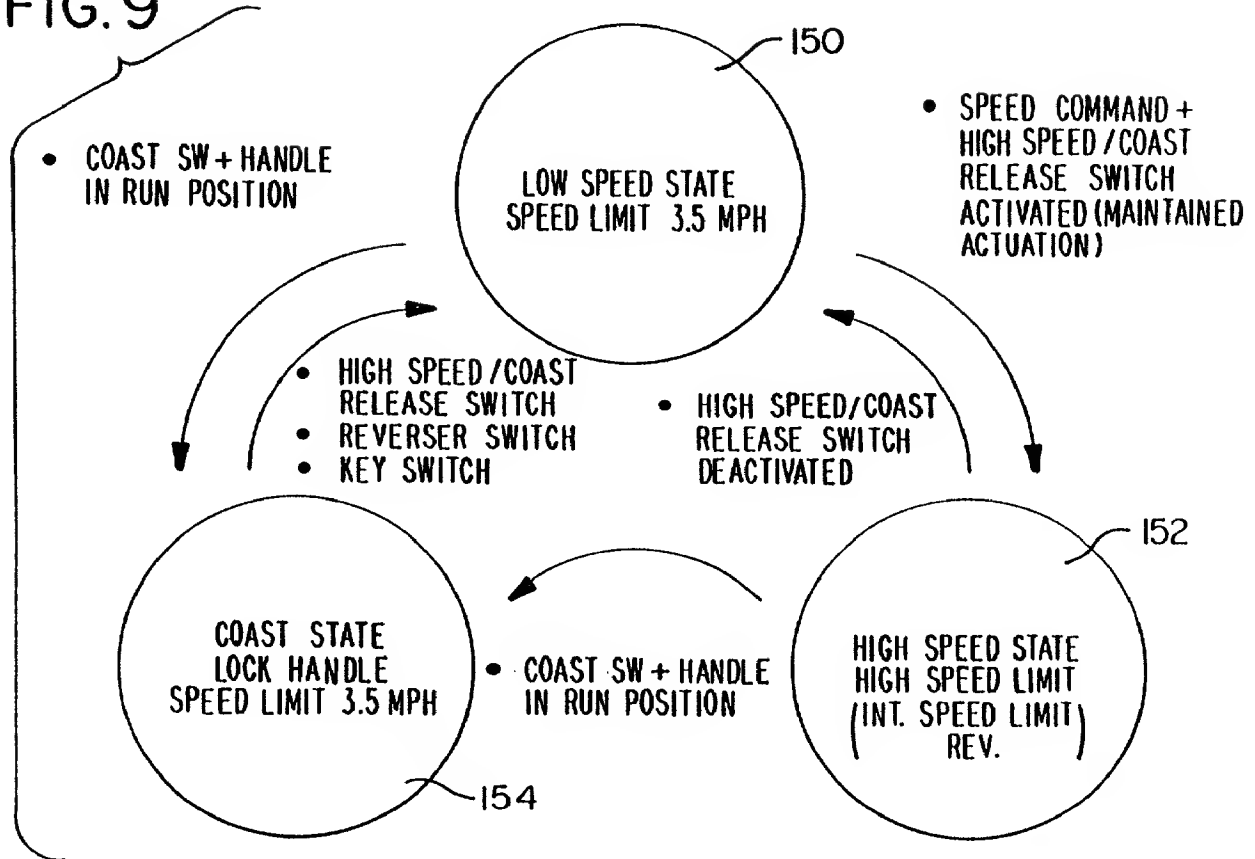 FIG. 9
150
• SPEED COMMAND +
HIGH SPEED/COAST
RELEASE SWITCH
ACTIVATED (MAINTAINED
ACTUATION)
• COAST SW + HANDLE
IN RUN POSITION
LOW SPEED STATE
SPEED LIMIT 3.5 MPH
• HIGH SPEED/COAST
RELEASE SWITCH
• REVERSER SWITCH
• KEY SWITCH
• HIGH SPEED/COAST
RELEASE SWITCH
DEACTIVATED
152
COAST STATE
LOCK HANDLE
SPEED LIMIT 3.5 MPH
• COAST SW + HANDLE
IN RUN POSITION
HIGH SPEED STATE
HIGH SPEED LIMIT
(INT. SPEED LIMIT
REV.)
154